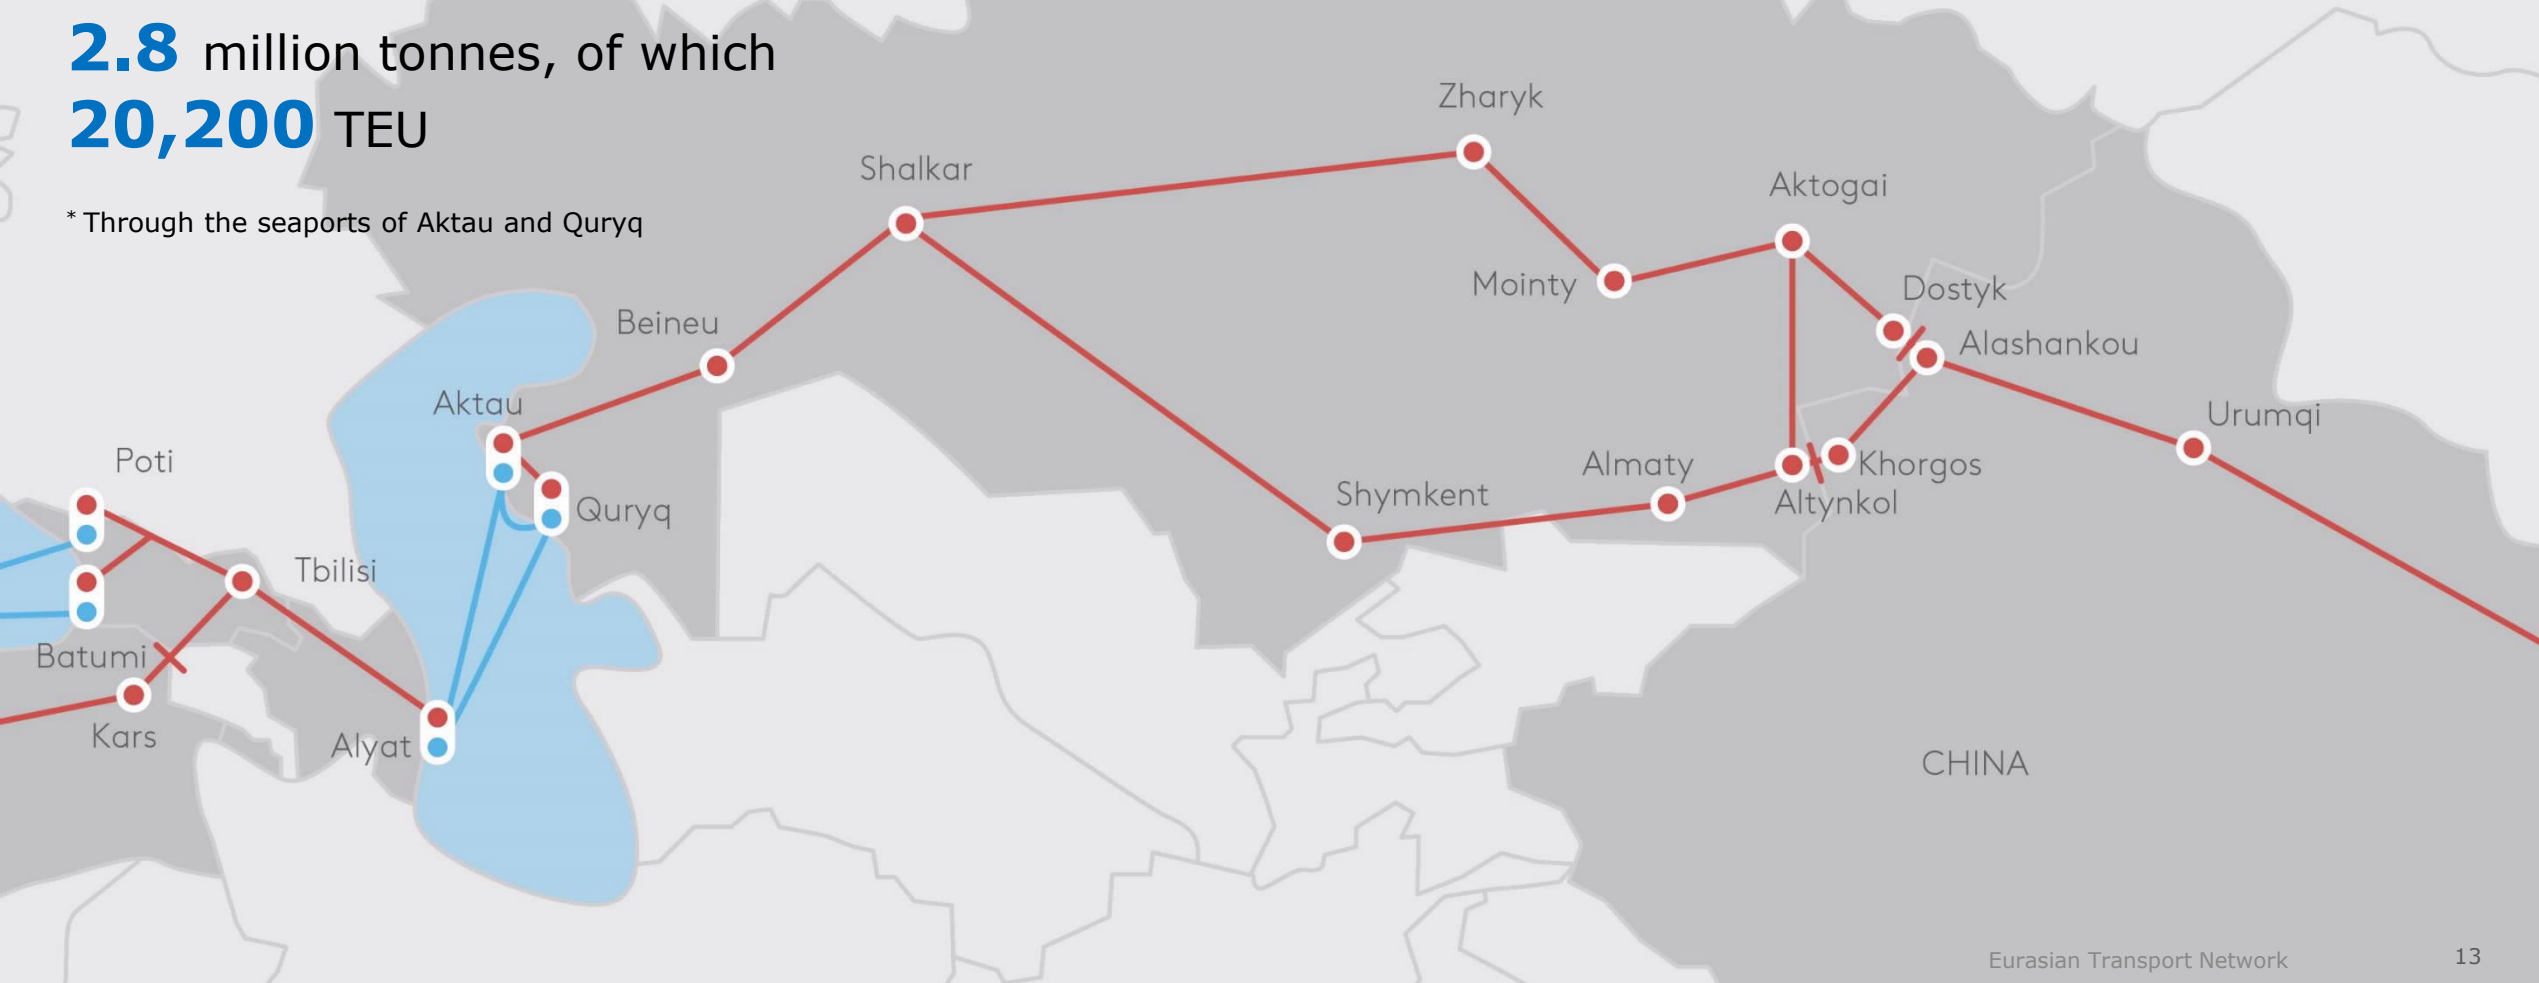 2.8 million tonnes, of which
20,200 TEU
* Through the seaports of Aktau and Quryq
Zharyk
Shalkar
Aktogai
Mointy
Dostyk
Beineu
Alashankou
Aktau
Urumqi
Poti
Almaty
Khorgos
Shymkent
Altynkol
Quryq
Tbilisi
Batumi
Kars
Alyat
CHINA
Eurasian Transport Network
13